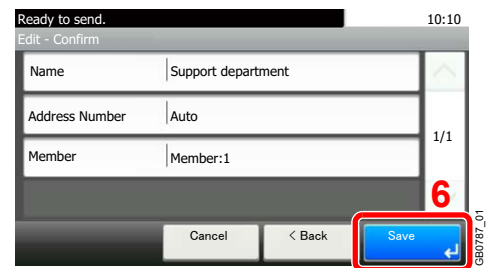 Ready to send. 10:10
Edit - Confirm
Name Support department
Address Number Auto
1/1
Member Member:1
6
Cancel < Back Save
GB0787_01